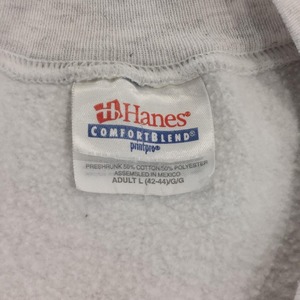 Hanes®
COMFORTBLEND®
printpro®
PRESHRUNK 50% COTTON/50% POLYESTER
ASSEMBLED IN MEXICO
ADULT L (42-44)/G/G